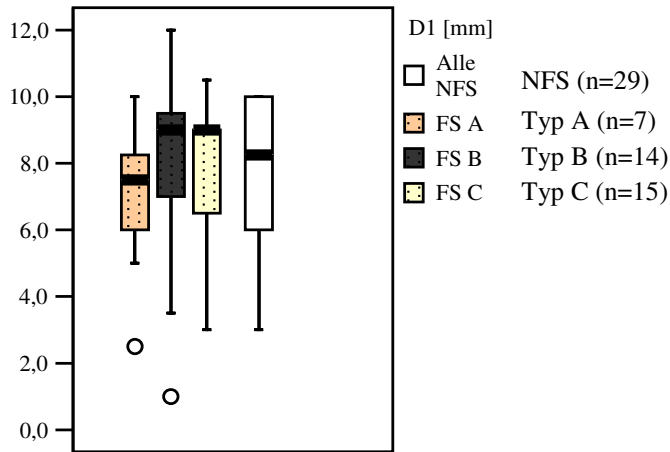 12,0
10,0
8,0
6,0
4,0
2,0
0,0
D1 [mm]
Alle
NFS
NFS (n=29)
FS A
Typ A (n=7)
FS B
Typ B (n=14)
FS C
Typ C (n=15)